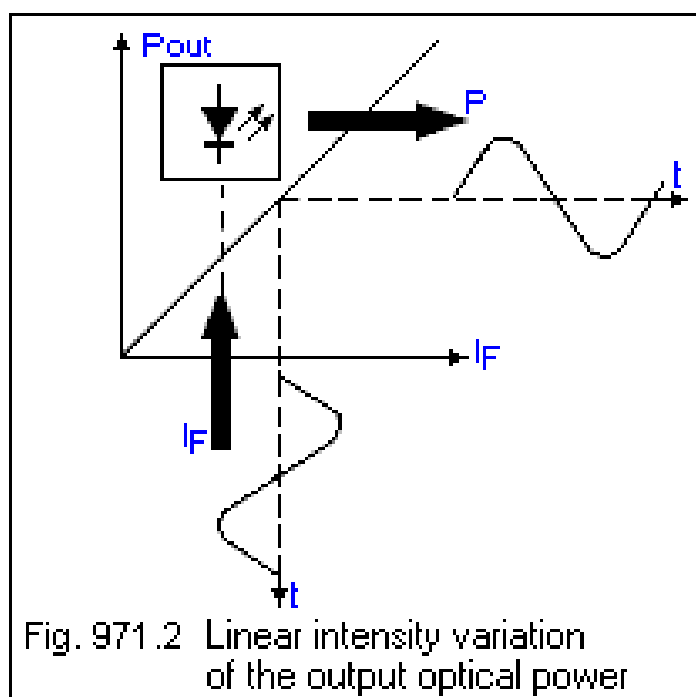 Pout
P
t
IF
IF
t
Fig. 971.2 Linear intensity variation
of the output optical power